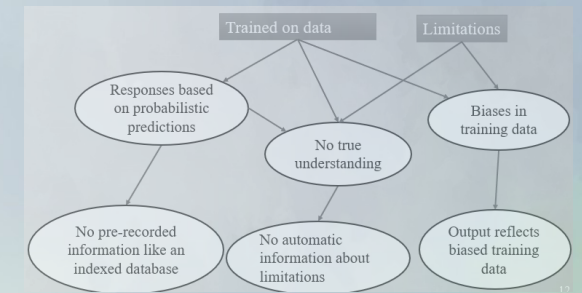 Trained on data
Limitations
Responses based
on probabilistic
predictions
No true
understanding
Biases in
training data
No pre-recorded
information like an
indexed database
No automatic
information about
limitations
Output reflects
biased training
data
12